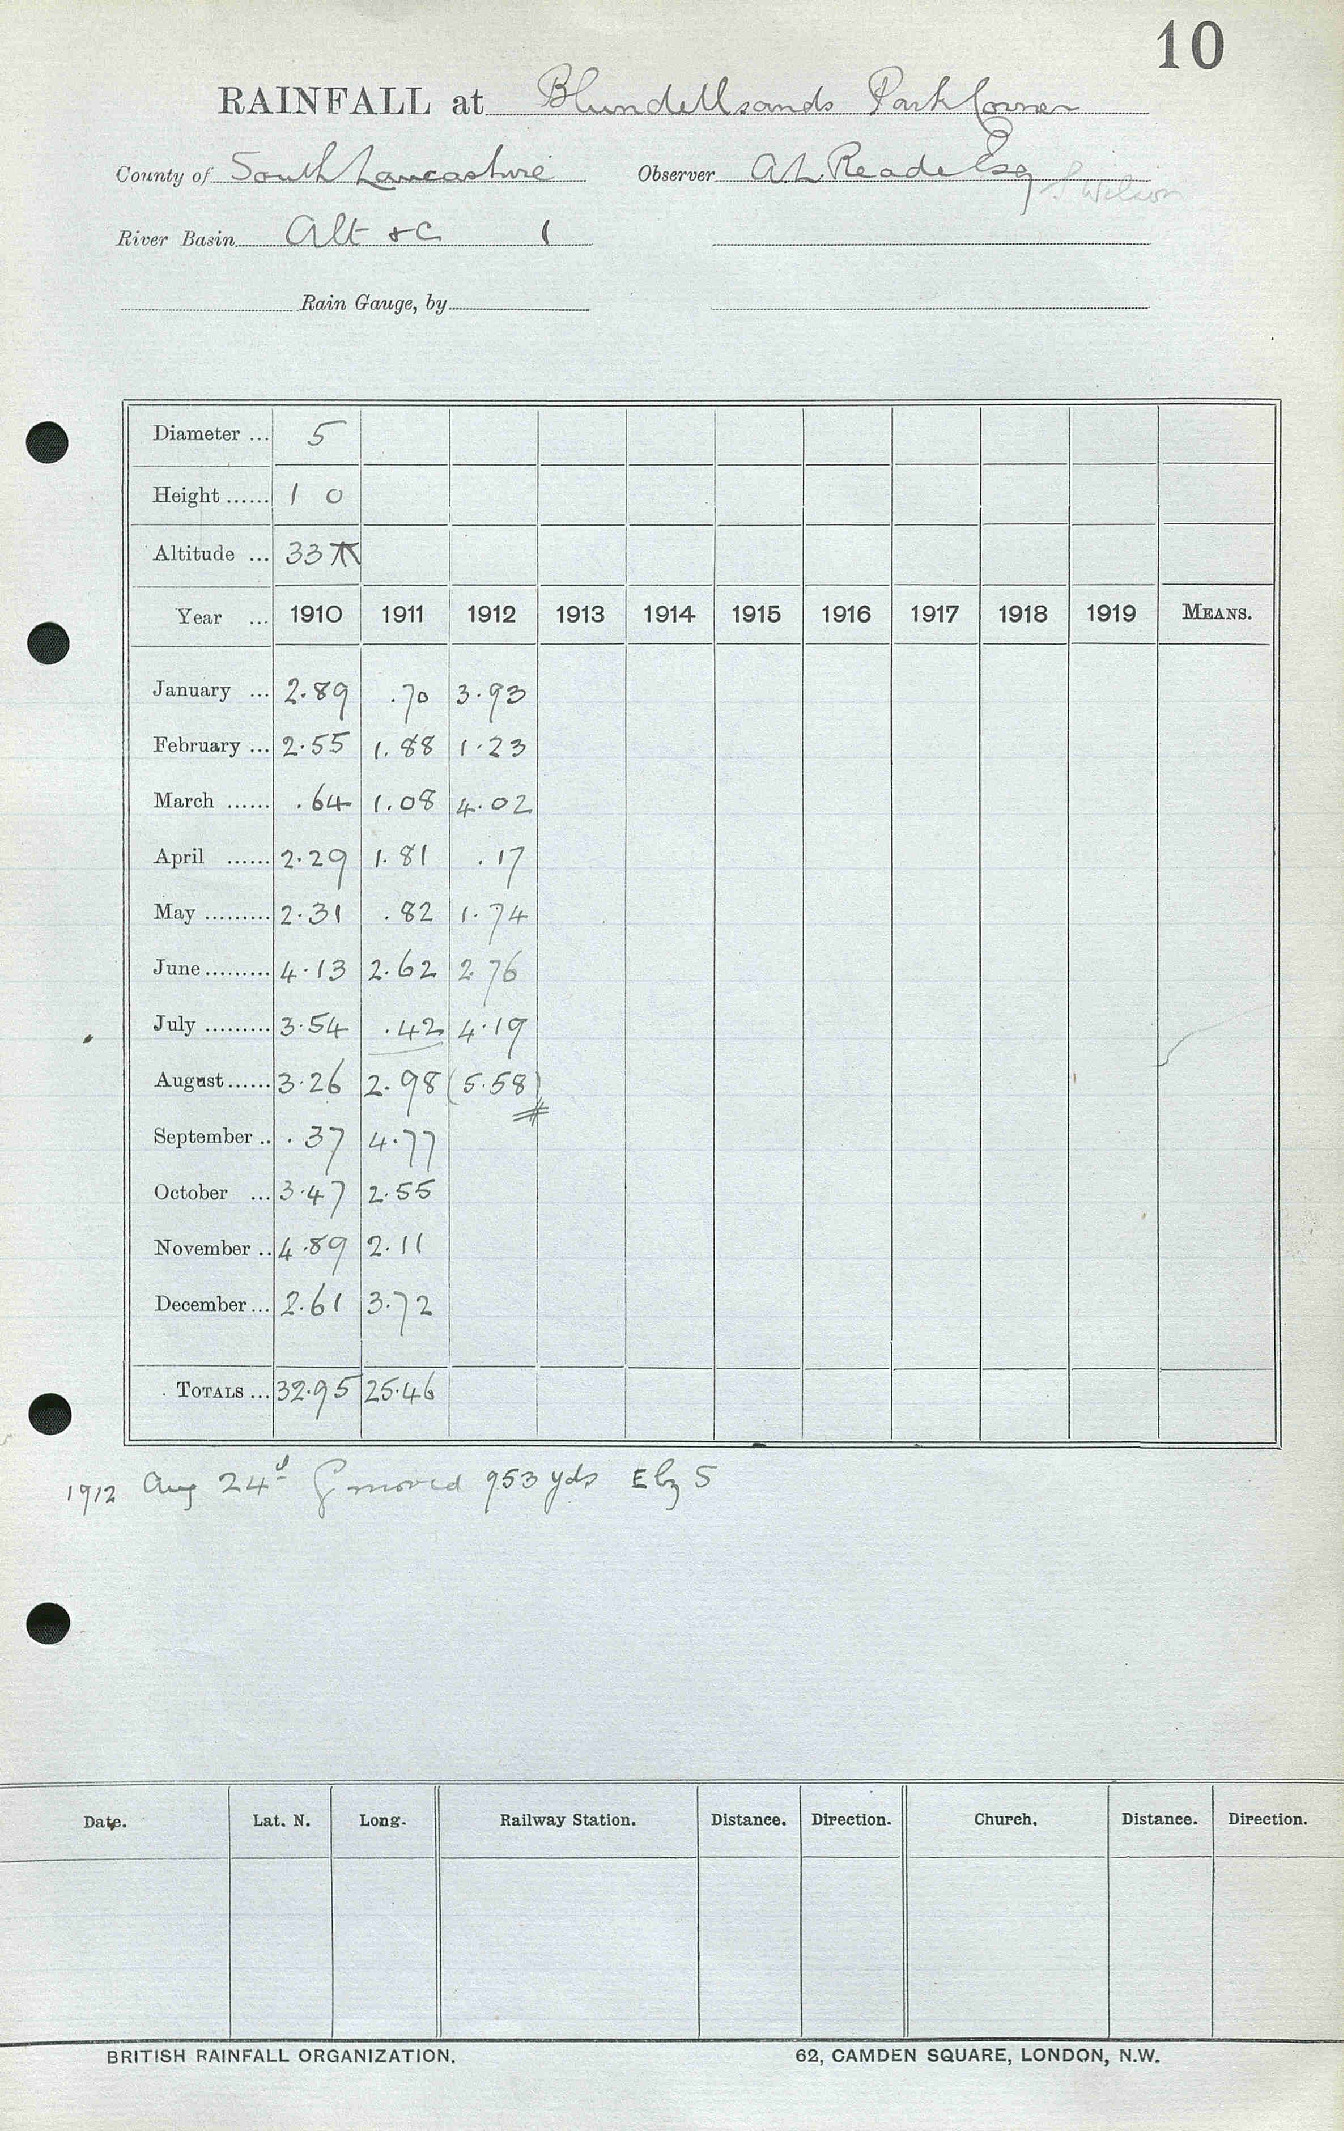 10
RAINFALL at Blundellsands Park Corner
County of South Lancashire Observer A L Reade Esq S Wilson
River Basin Alt &c 1
Rain Gauge, by
Diameter ... 5
Height ...... 1 0
Altitude ... 33
Year ... 1910 1911 1912 1913 1914 1915 1916 1917 1918 1919 MEANS.
January ... 2.89 .70 3.93
February ... 2.55 1.88 1.23
March ...... .64 1.08 4.02
April ...... 2.29 1.81 .17
May ......... 2.31 .82 1.74
June ......... 4.13 2.62 2.76
July ......... 3.54 .42 4.19
August ...... 3.26 2.98 (5.58)
#
September .. .37 4.77
October ... 3.47 2.55
November .. 4.89 2.11
December ... 2.61 3.72
TOTALS ... 32.95 25.46
1912 Aug 24th G moved 953 yds E by S
Date. Lat. N. Long. Railway Station. Distance. Direction. Church. Distance. Direction.
BRITISH RAINFALL ORGANIZATION. 62, CAMDEN SQUARE, LONDON, N.W.